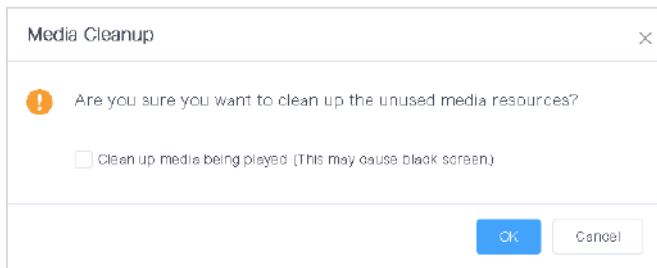 Media Cleanup
Are you sure you want to clean up the unused media resources?
Clean up media being played (This may cause black screen.)
OK
Cancel